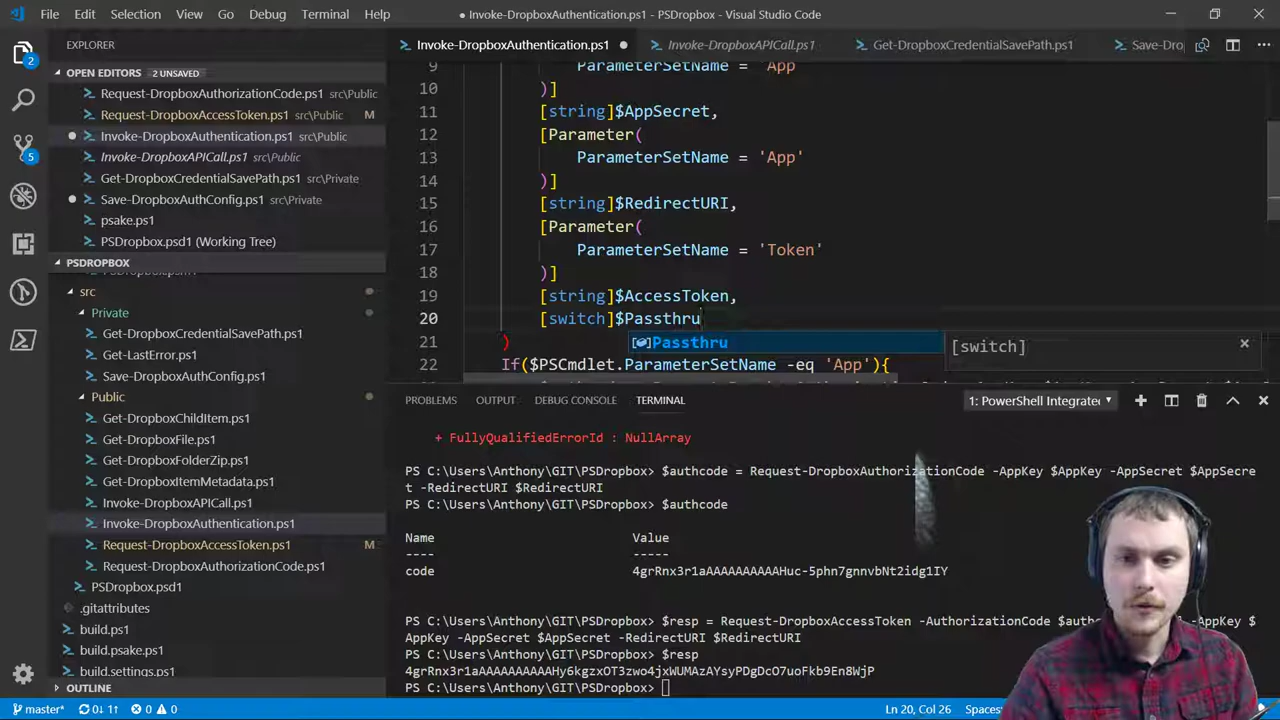 File Edit Selection View Go Debug Terminal Help
● Invoke-DropboxAuthentication.ps1 - PSDropbox - Visual Studio Code
EXPLORER
OPEN EDITORS 2 UNSAVED
Request-DropboxAuthorizationCode.ps1 src\Public
Request-DropboxAccessToken.ps1 src\Public M
Invoke-DropboxAuthentication.ps1 src\Public
Invoke-DropboxAPICall.ps1 src\Public
Get-DropboxCredentialSavePath.ps1 src\Private
Save-DropboxAuthConfig.ps1 src\Private
psake.ps1
PSDropbox.psd1 (Working Tree)
PSDROPBOX
src
Private
Get-DropboxCredentialSavePath.ps1
Get-LastError.ps1
Save-DropboxAuthConfig.ps1
Public
Get-DropboxChildItem.ps1
Get-DropboxFile.ps1
Get-DropboxFolderZip.ps1
Get-DropboxItemMetadata.ps1
Invoke-DropboxAPICall.ps1
Invoke-DropboxAuthentication.ps1
Request-DropboxAccessToken.ps1 M
Request-DropboxAuthorizationCode.ps1
PSDropbox.psd1
.gitattributes
build.ps1
build.psake.ps1
build.settings.ps1
OUTLINE
2
5
Invoke-DropboxAuthentication.ps1 ● Invoke-DropboxAPICall.ps1 Get-DropboxCredentialSavePath.ps1 Save-Dro
9 ParameterSetName = 'App
10 )]
11 [string]$AppSecret,
12 [Parameter(
13 ParameterSetName = 'App'
14 )]
15 [string]$RedirectURI,
16 [Parameter(
17 ParameterSetName = 'Token'
18 )]
19 [string]$AccessToken,
20 [switch]$Passthru
21 )
Passthru
[switch]
22 If($PSCmdlet.ParameterSetName -eq 'App'){
PROBLEMS OUTPUT DEBUG CONSOLE TERMINAL 1: PowerShell Integrate
+ FullyQualifiedErrorId : NullArray
PS C:\Users\Anthony\GIT\PSDropbox> $authcode = Request-DropboxAuthorizationCode -AppKey $AppKey -AppSecret $AppSecre
t -RedirectURI $RedirectURI
PS C:\Users\Anthony\GIT\PSDropbox> $authcode
Name Value
---- -----
code 4grRnx3r1aAAAAAAAAAAHuc-5phn7gnnvbNt2idg1IY
PS C:\Users\Anthony\GIT\PSDropbox> $resp = Request-DropboxAccessToken -AuthorizationCode $autho
AppKey -AppSecret $AppSecret -RedirectURI $RedirectURI
PS C:\Users\Anthony\GIT\PSDropbox> $resp
4grRnx3r1aAAAAAAAAAAHy6kgzxOT3zwo4jxWUMAzAYsyPDgDcO7uoFkb9En8WJP
PS C:\Users\Anthony\GIT\PSDropbox>
master* 0↓ 1↑ 0 0 Ln 20, Col 26 Spaces